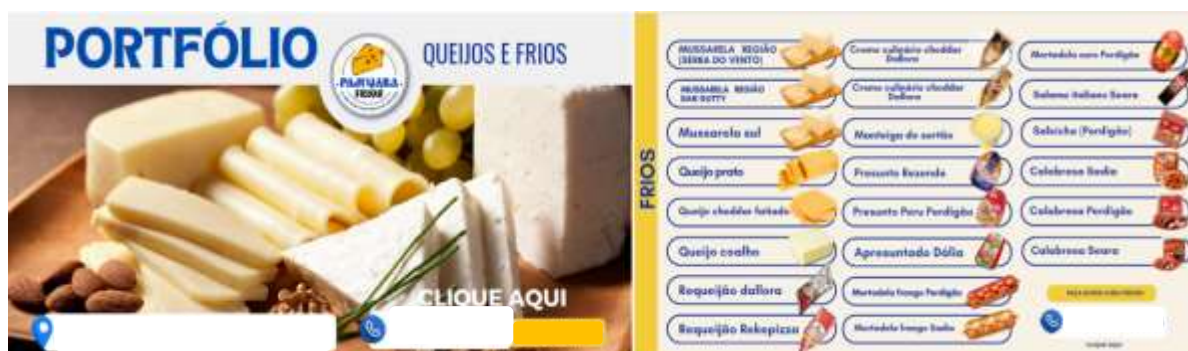 PORTFÓLIO
QUEIJOS E FRIOS
CLIQUE AQUI
FRIOS
MUSSARELA REGIÃO
(SERRA DO VENTO)
MUSSARELA REGIÃO
Mussarela sul
Queijo prato
Queijo cheddar fatiado
Queijo coalho
Requeijão dallora
Requeijão Rekepizza
Creme culinário cheddar
Dallora
Creme culinário cheddar
Dallora
Manteiga do sertão
Presunto Rezende
Presunto Peru Perdigão
Apresuntado Dália
Mortadela frango Perdigão
Mortadela frango Sadia
Mortadela ouro Perdigão
Salame italiano Seara
Salsicha (Perdigão)
Calabresa Sadia
Calabresa Perdigão
Calabresa Seara